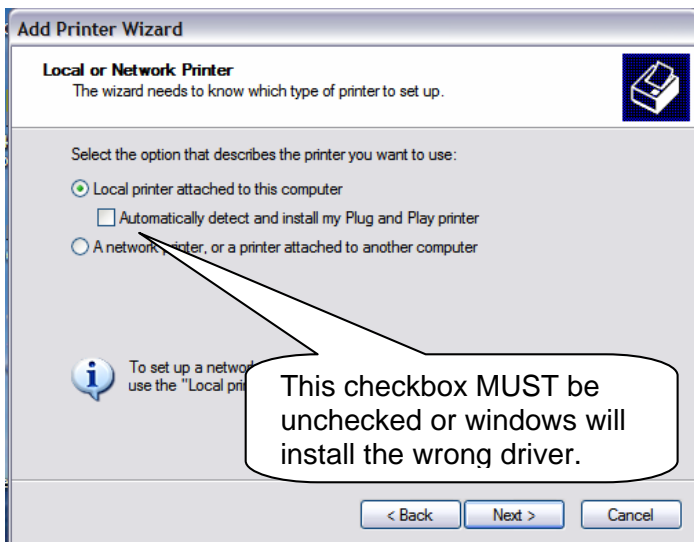 Add Printer Wizard
Local or Network Printer
The wizard needs to know which type of printer to set up.
Select the option that describes the printer you want to use:
Local printer attached to this computer
Automatically detect and install my Plug and Play printer
A network printer, or a printer attached to another computer
To set up a networ
use the "Local pri
This checkbox MUST be
unchecked or windows will
install the wrong driver.
< Back Next > Cancel